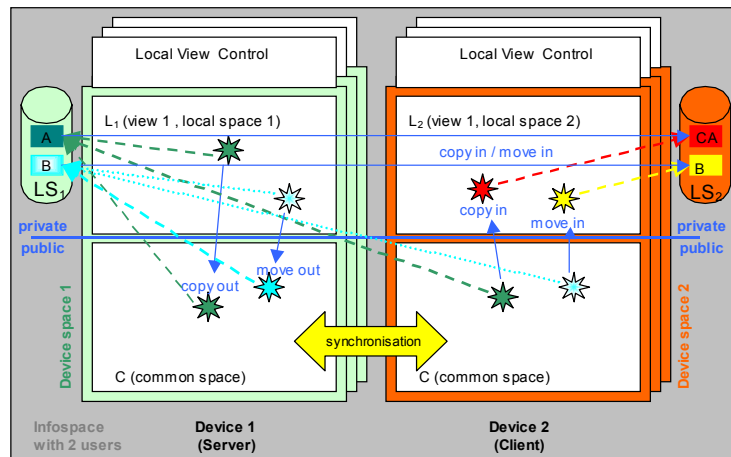 Local View Control
Local View Control
L1 (view 1 , local space 1)
L2 (view 1, local space 2)
A
CA
copy in / move in
B
B
LS1
LS2
copy in
move in
private
private
public
public
move out
copy out
Device space 1
Device space 2
synchronisation
C (common space)
C (common space)
Infospace
with 2 users
Device 1
(Server)
Device 2
(Client)